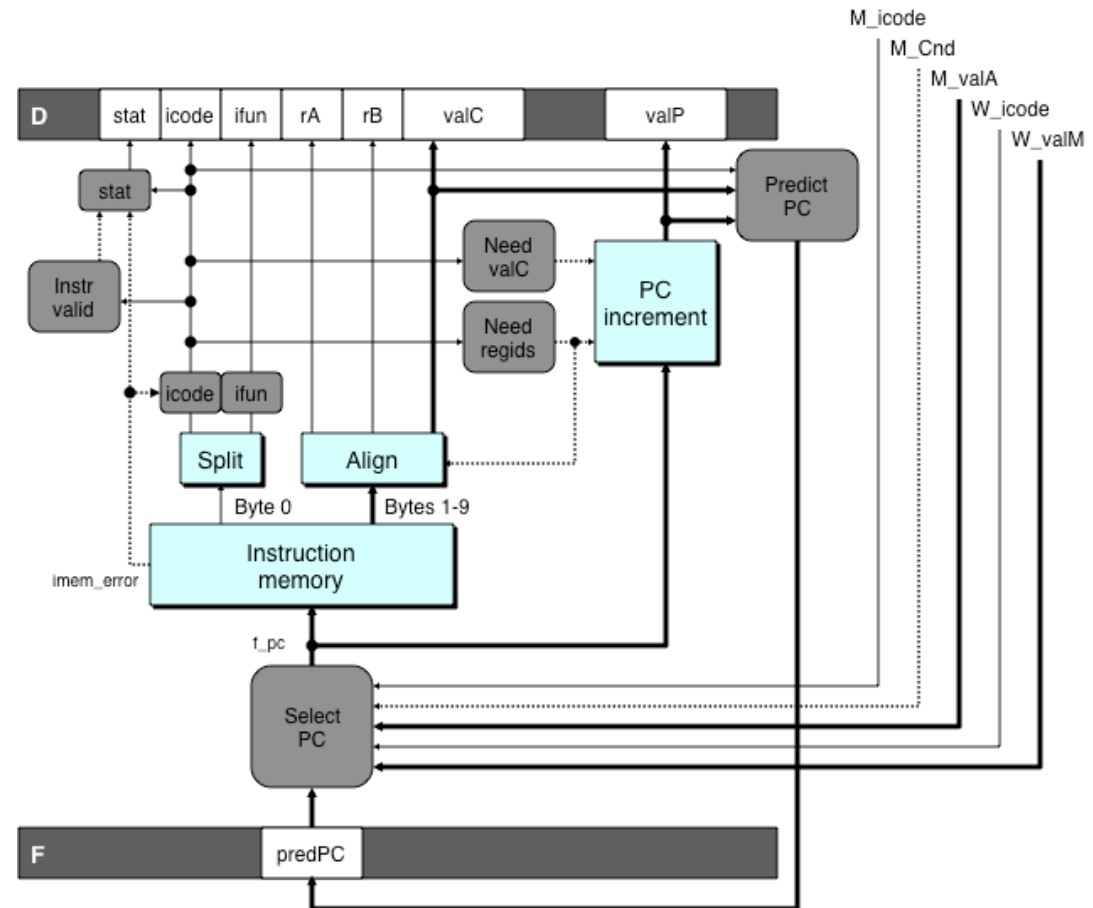 M_icode
M_Cnd
M_valA
W_icode
W_valM
D
stat
icode
ifun
rA
rB
valC
valP
stat
Predict
PC
Need
valC
Instr
valid
PC
increment
Need
regids
icode
ifun
Split
Align
Byte 0
Bytes 1-9
Instruction
memory
imem_error
f_pc
Select
PC
F
predPC